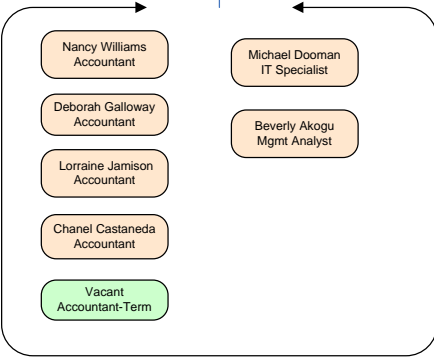 Nancy Williams
Accountant
Deborah Galloway
Accountant
Lorraine Jamison
Accountant
Chanel Castaneda
Accountant
Vacant
Accountant-Term
Michael Dooman
IT Specialist
Beverly Akogu
Mgmt Analyst